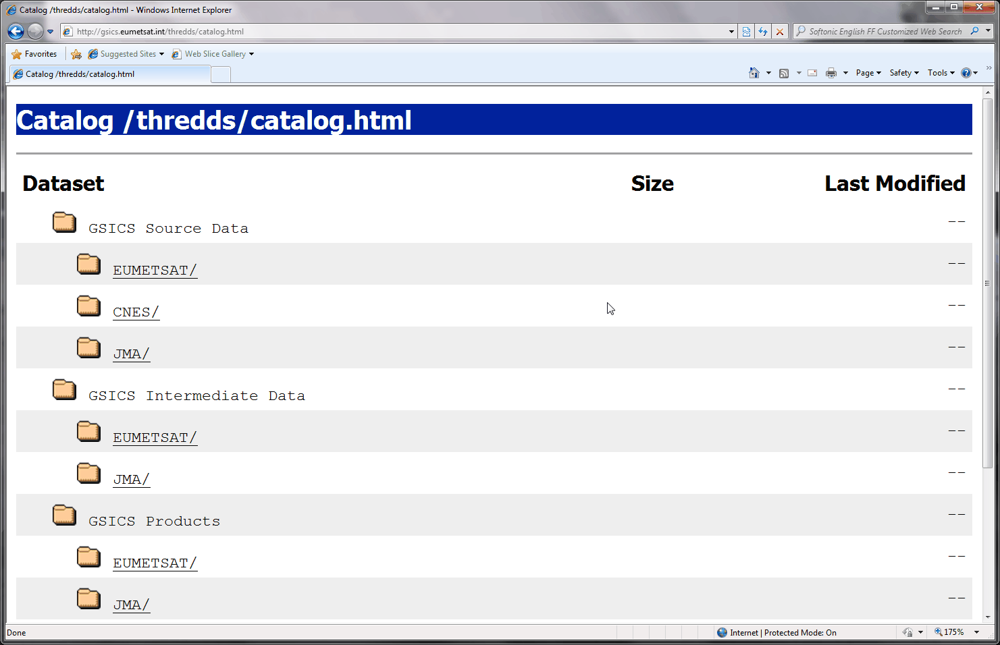 Catalog /thredds/catalog.html - Windows Internet Explorer
http://gsics.eumetsat.int/thredds/catalog.html
Softonic English FF Customized Web Search
Favorites Suggested Sites Web Slice Gallery
Catalog /thredds/catalog.html
Page Safety Tools
Catalog /thredds/catalog.html
Dataset Size Last Modified
GSICS Source Data --
EUMETSAT/ --
CNES/ --
JMA/ --
GSICS Intermediate Data --
EUMETSAT/ --
JMA/ --
GSICS Products --
EUMETSAT/ --
JMA/ --
Done Internet | Protected Mode: On 175%